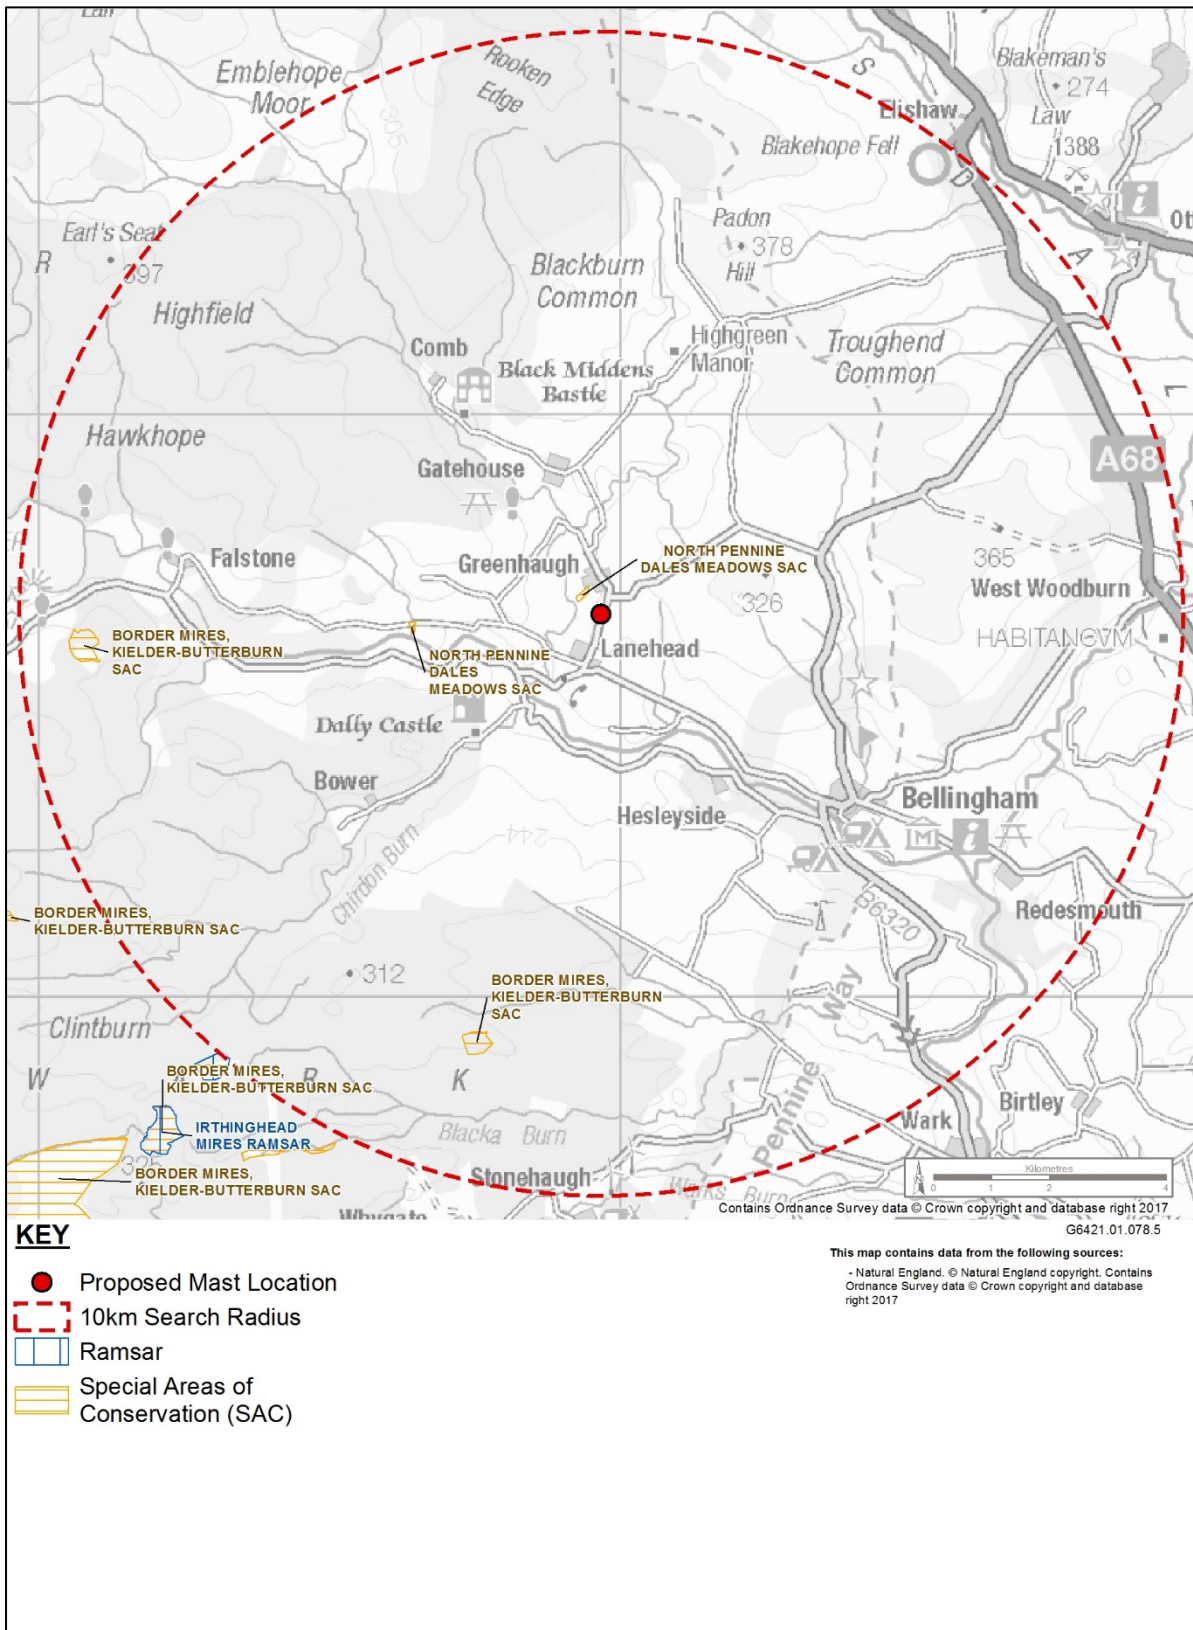 Emblehope
Moor
Rooken
Edge
Blakeman's
274
Law
1388
Elishaw
Blakehope Fell
S
D
A
L
Earl's Seat
397
R
Highfield
Padon
378
Hill
Blackburn
Common
Comb
Black Middens
Bastle
Highgreen
Manor
Troughend
Common
Hawkhope
Gatehouse
A68
Falstone
Greenhaugh
NORTH PENNINE
DALES MEADOWS SAC
326
365
West Woodburn
HABITANCVM
BORDER MIRES,
KIELDER-BUTTERBURN
SAC
NORTH PENNINE
DALES
MEADOWS SAC
Lanehead
Dally Castle
Bower
Hesleyside
Bellingham
244
Chirdon Burn
BORDER MIRES,
KIELDER-BUTTERBURN SAC
B6320
Redesmouth
312
BORDER MIRES,
KIELDER-BUTTERBURN
SAC
Clintburn
Pennine Way
W
R
K
BORDER MIRES,
KIELDER-BUTTERBURN SAC
IRTHINGHEAD
MIRES RAMSAR
Blacka Burn
Birtley
Wark
BORDER MIRES,
KIELDER-BUTTERBURN SAC
Stonehaugh
Warks Burn
Whygate
N
Kilometres
0 2 4
Contains Ordnance Survey data © Crown copyright and database right 2017
G6421.01.078.5
KEY
Proposed Mast Location
10km Search Radius
Ramsar
Special Areas of
Conservation (SAC)
This map contains data from the following sources:
- Natural England. © Natural England copyright. Contains
Ordnance Survey data © Crown copyright and database
right 2017